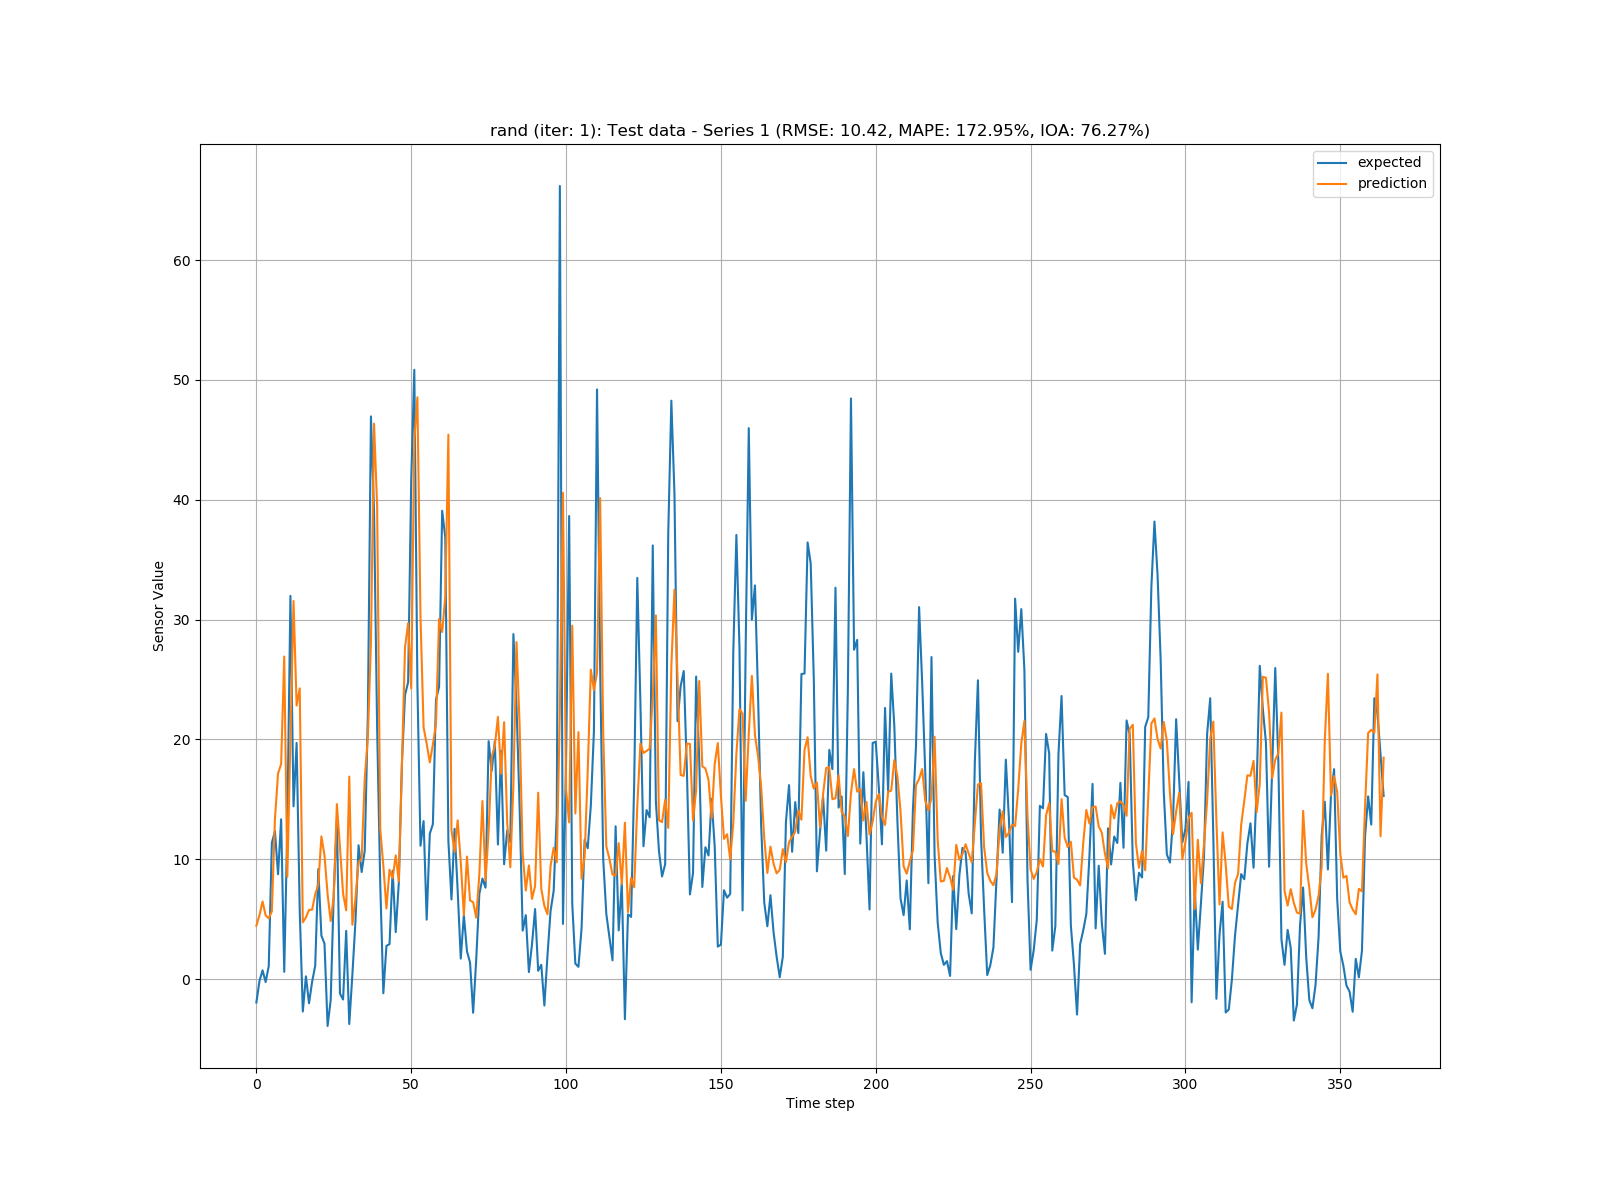 rand (iter: 1): Test data - Series 1 (RMSE: 10.42, MAPE: 172.95%, IOA: 76.27%)
expected
prediction
60
50
40
30
20
10
0
Sensor Value
0 50 100 150 200 250 300 350
Time step